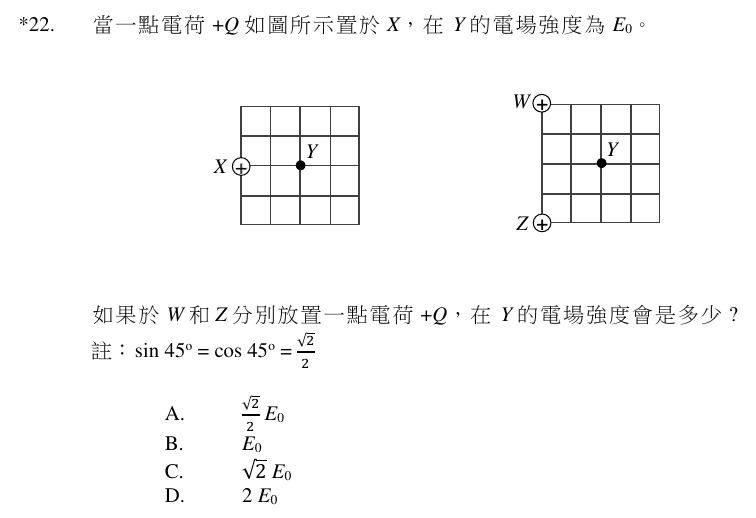 *22. 當一點電荷 +Q 如圖所示置於 X，在 Y 的電場強度為 E₀。
W
Y Y
X
Z
如果於 W 和 Z 分別放置一點電荷 +Q，在 Y 的電場強度會是多少？
註：sin 45° = cos 45° = √2/2
A. √2/2 E₀
B. E₀
C. √2 E₀
D. 2 E₀